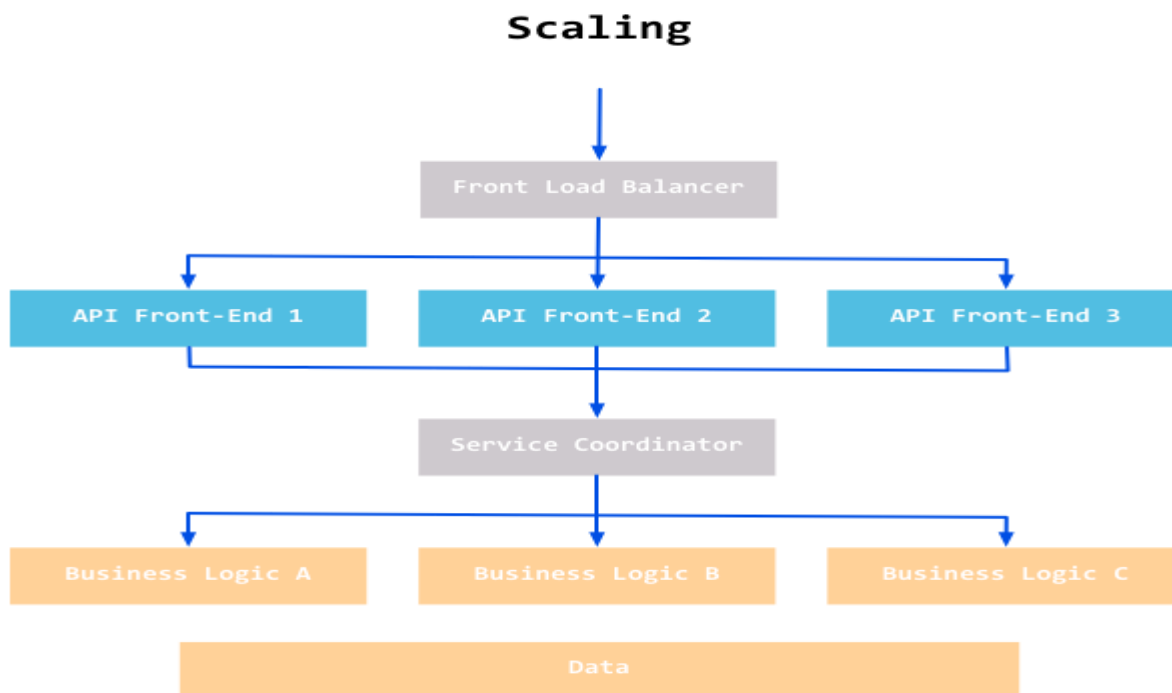 Scaling
Front Load Balancer
API Front-End 1
API Front-End 2
API Front-End 3
Service Coordinator
Business Logic A
Business Logic B
Business Logic C
Data